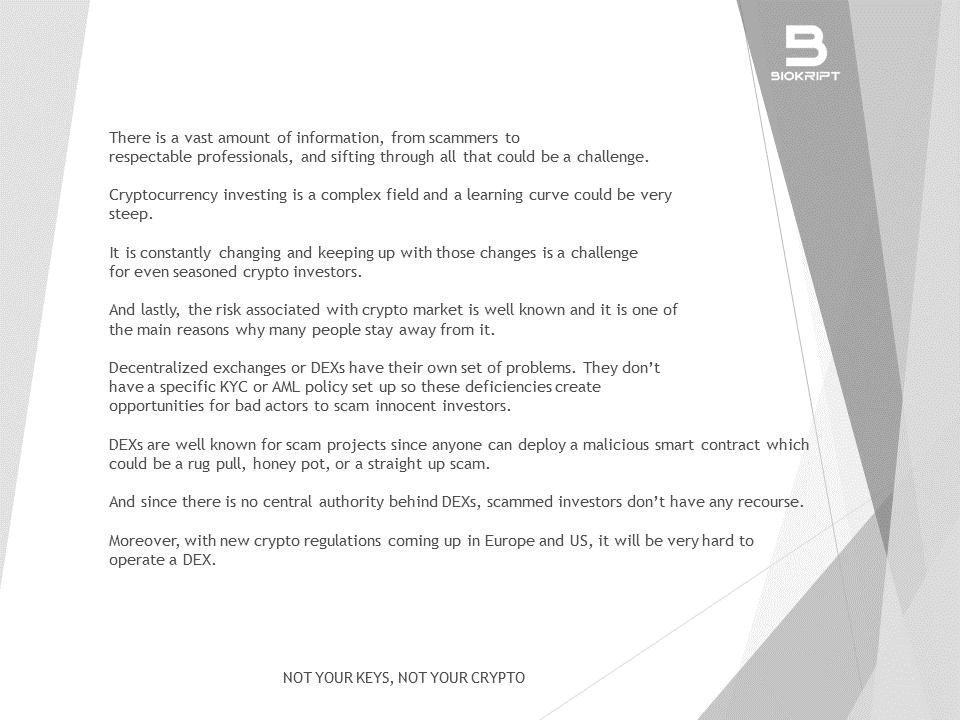 BIOKRIPT
There is a vast amount of information, from scammers to
respectable professionals, and sifting through all that could be a challenge.
Cryptocurrency investing is a complex field and a learning curve could be very
steep.
It is constantly changing and keeping up with those changes is a challenge
for even seasoned crypto investors.
And lastly, the risk associated with crypto market is well known and it is one of
the main reasons why many people stay away from it.
Decentralized exchanges or DEXs have their own set of problems. They don’t
have a specific KYC or AML policy set up so these deficiencies create
opportunities for bad actors to scam innocent investors.
DEXs are well known for scam projects since anyone can deploy a malicious smart contract which
could be a rug pull, honey pot, or a straight up scam.
And since there is no central authority behind DEXs, scammed investors don’t have any recourse.
Moreover, with new crypto regulations coming up in Europe and US, it will be very hard to
operate a DEX.
NOT YOUR KEYS, NOT YOUR CRYPTO